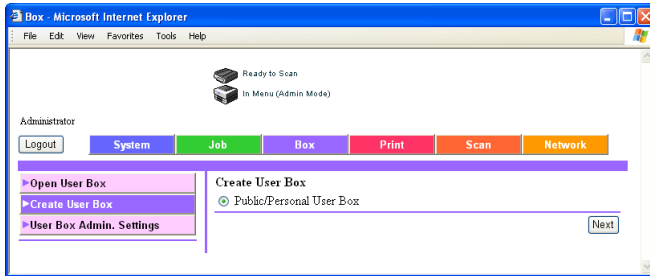 Box - Microsoft Internet Explorer
File Edit View Favorites Tools Help
Ready to Scan
In Menu (Admin Mode)
Administrator
Logout System Job Box Print Scan Network
Open User Box
Create User Box
User Box Admin. Settings
Create User Box
Public/Personal User Box
Next